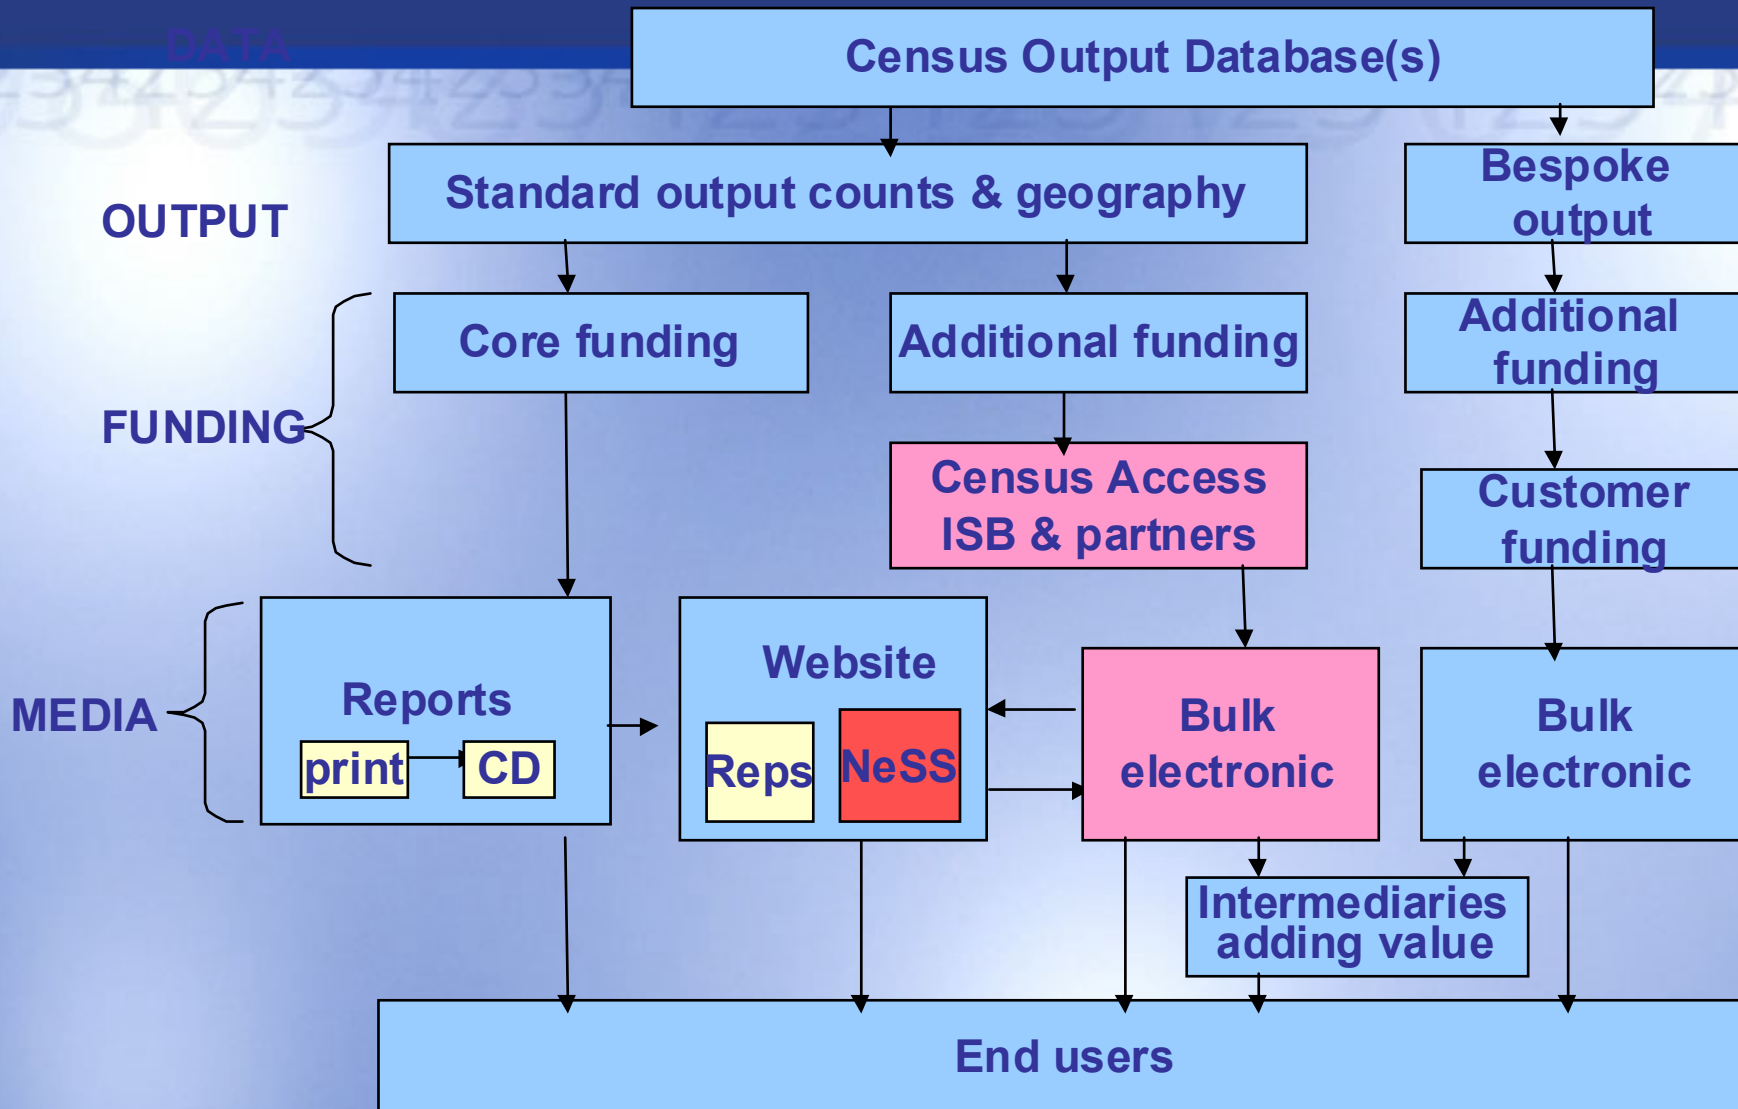 DATA
Census Output Database(s)
OUTPUT
Standard output counts & geography
Bespoke
output
FUNDING
Core funding
Additional funding
Additional
funding
Census Access
ISB & partners
Customer
funding
MEDIA
Reports
print
CD
Website
Reps
NeSS
Bulk
electronic
Bulk
electronic
Intermediaries
adding value
End users